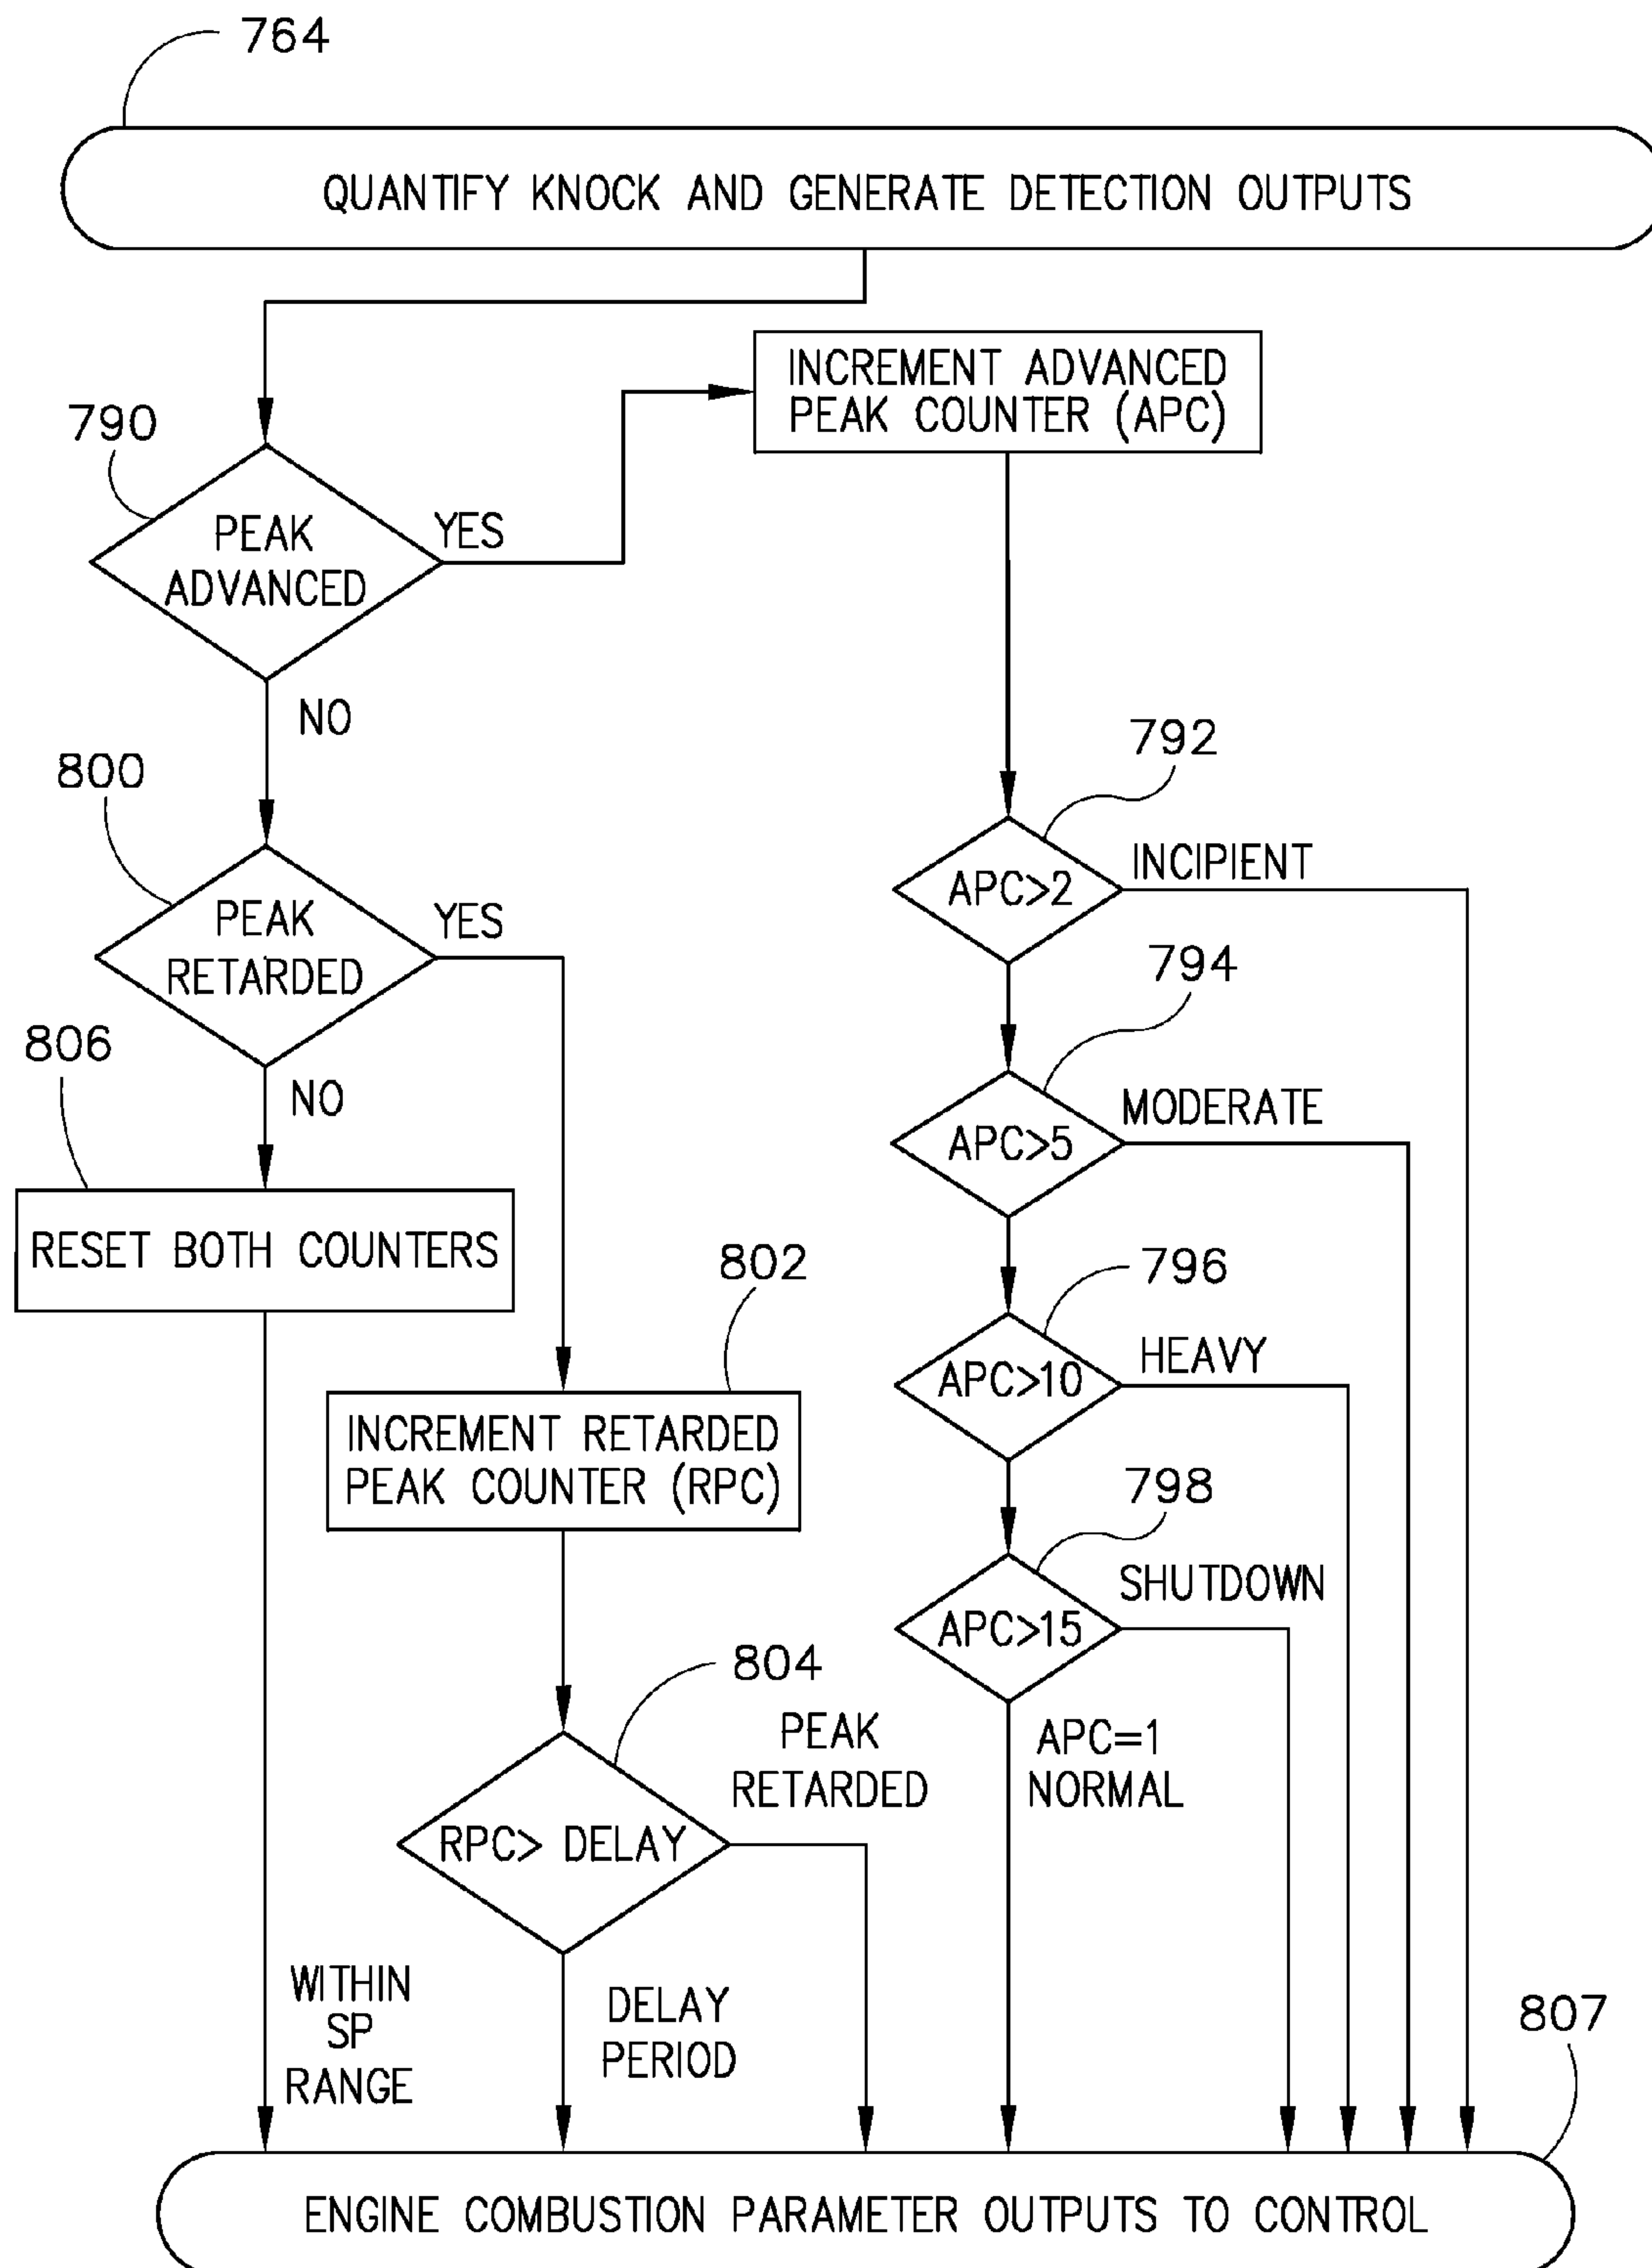 764
QUANTIFY KNOCK AND GENERATE DETECTION OUTPUTS
INCREMENT ADVANCED
PEAK COUNTER (APC)
790
PEAK
ADVANCED
YES
NO
792
800
APC>2
INCIPIENT
PEAK
RETARDED
YES
794
806
NO
APC>5
MODERATE
RESET BOTH COUNTERS
802
796
APC>10
HEAVY
INCREMENT RETARDED
PEAK COUNTER (RPC)
798
APC>15
SHUTDOWN
804
PEAK
RETARDED
APC=1
NORMAL
RPC> DELAY
WITHIN
SP
RANGE
DELAY
PERIOD
807
ENGINE COMBUSTION PARAMETER OUTPUTS TO CONTROL